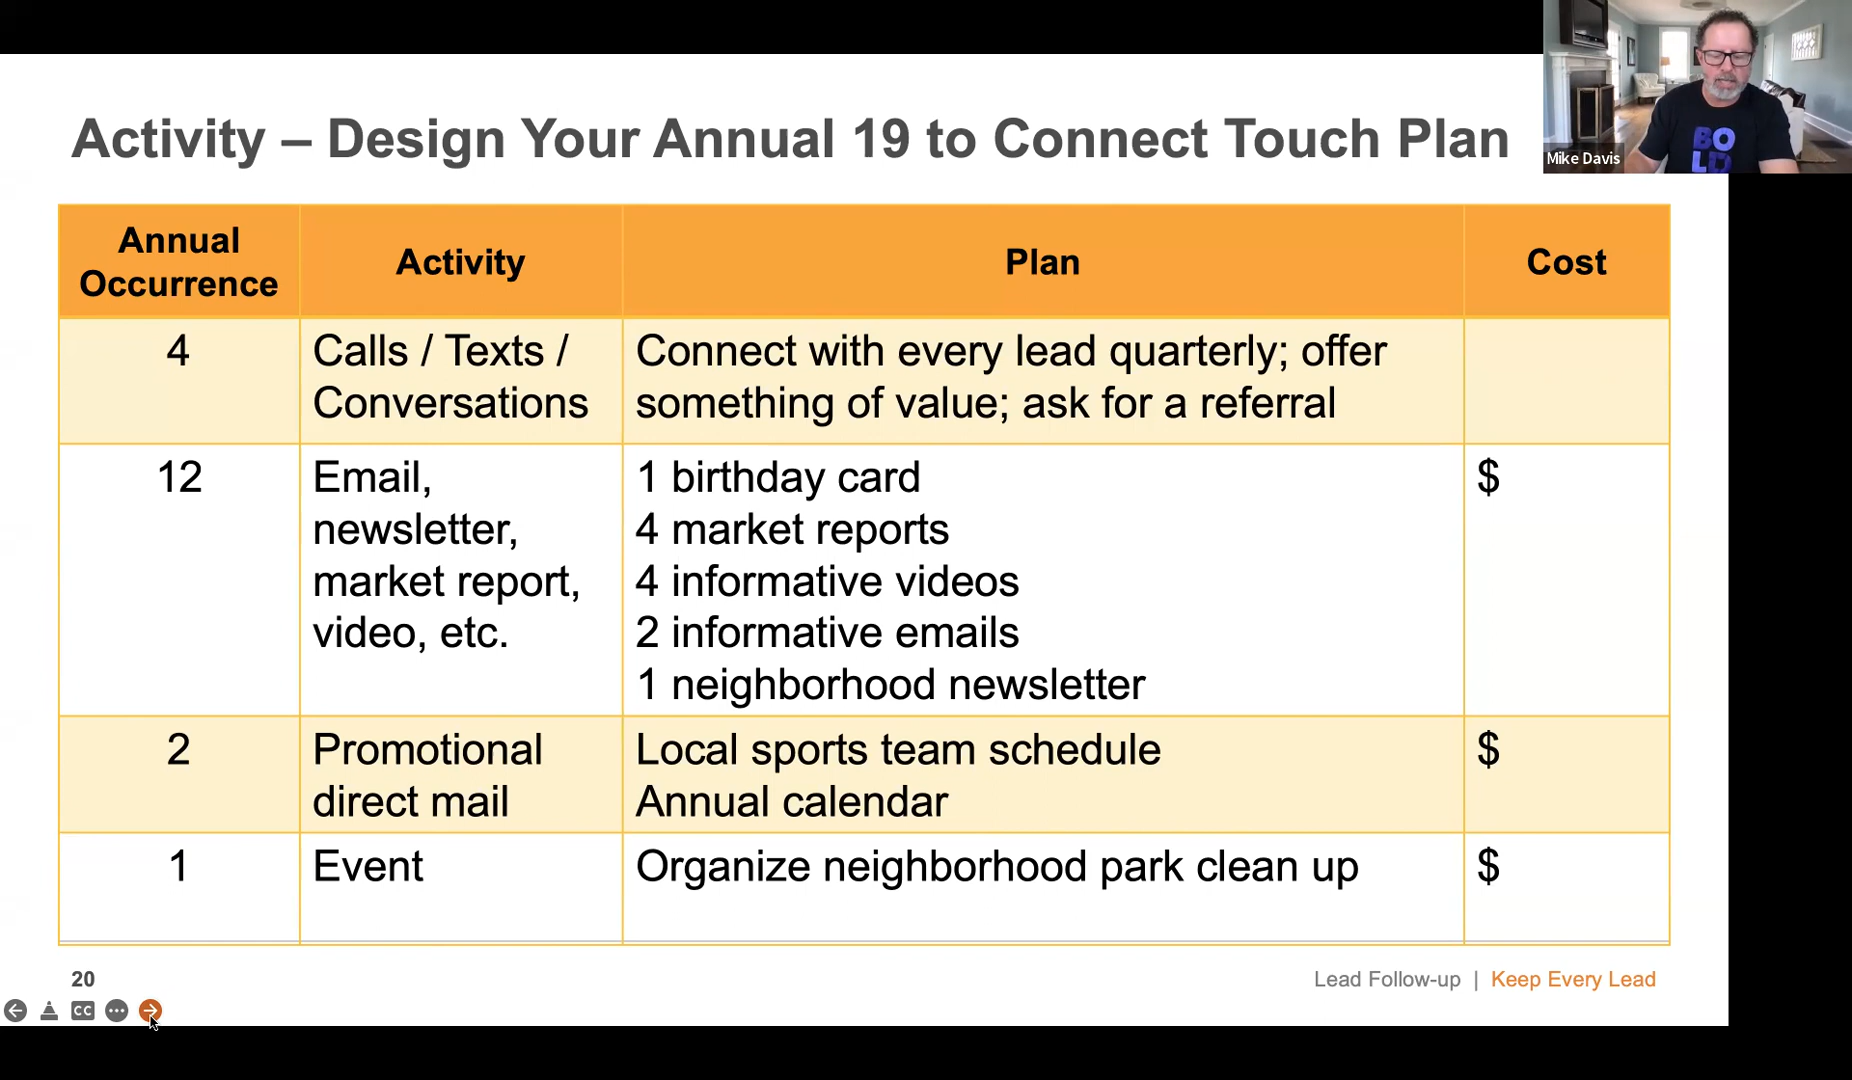 Activity – Design Your Annual 19 to Connect Touch Plan
BO
LD
Mike Davis
Annual
Occurrence
Activity
Plan
Cost
4
Calls / Texts /
Conversations
Connect with every lead quarterly; offer
something of value; ask for a referral
12
Email,
newsletter,
market report,
video, etc.
1 birthday card
4 market reports
4 informative videos
2 informative emails
1 neighborhood newsletter
$
2
Promotional
direct mail
Local sports team schedule
Annual calendar
$
1
Event
Organize neighborhood park clean up
$
20
Lead Follow-up | Keep Every Lead
CC